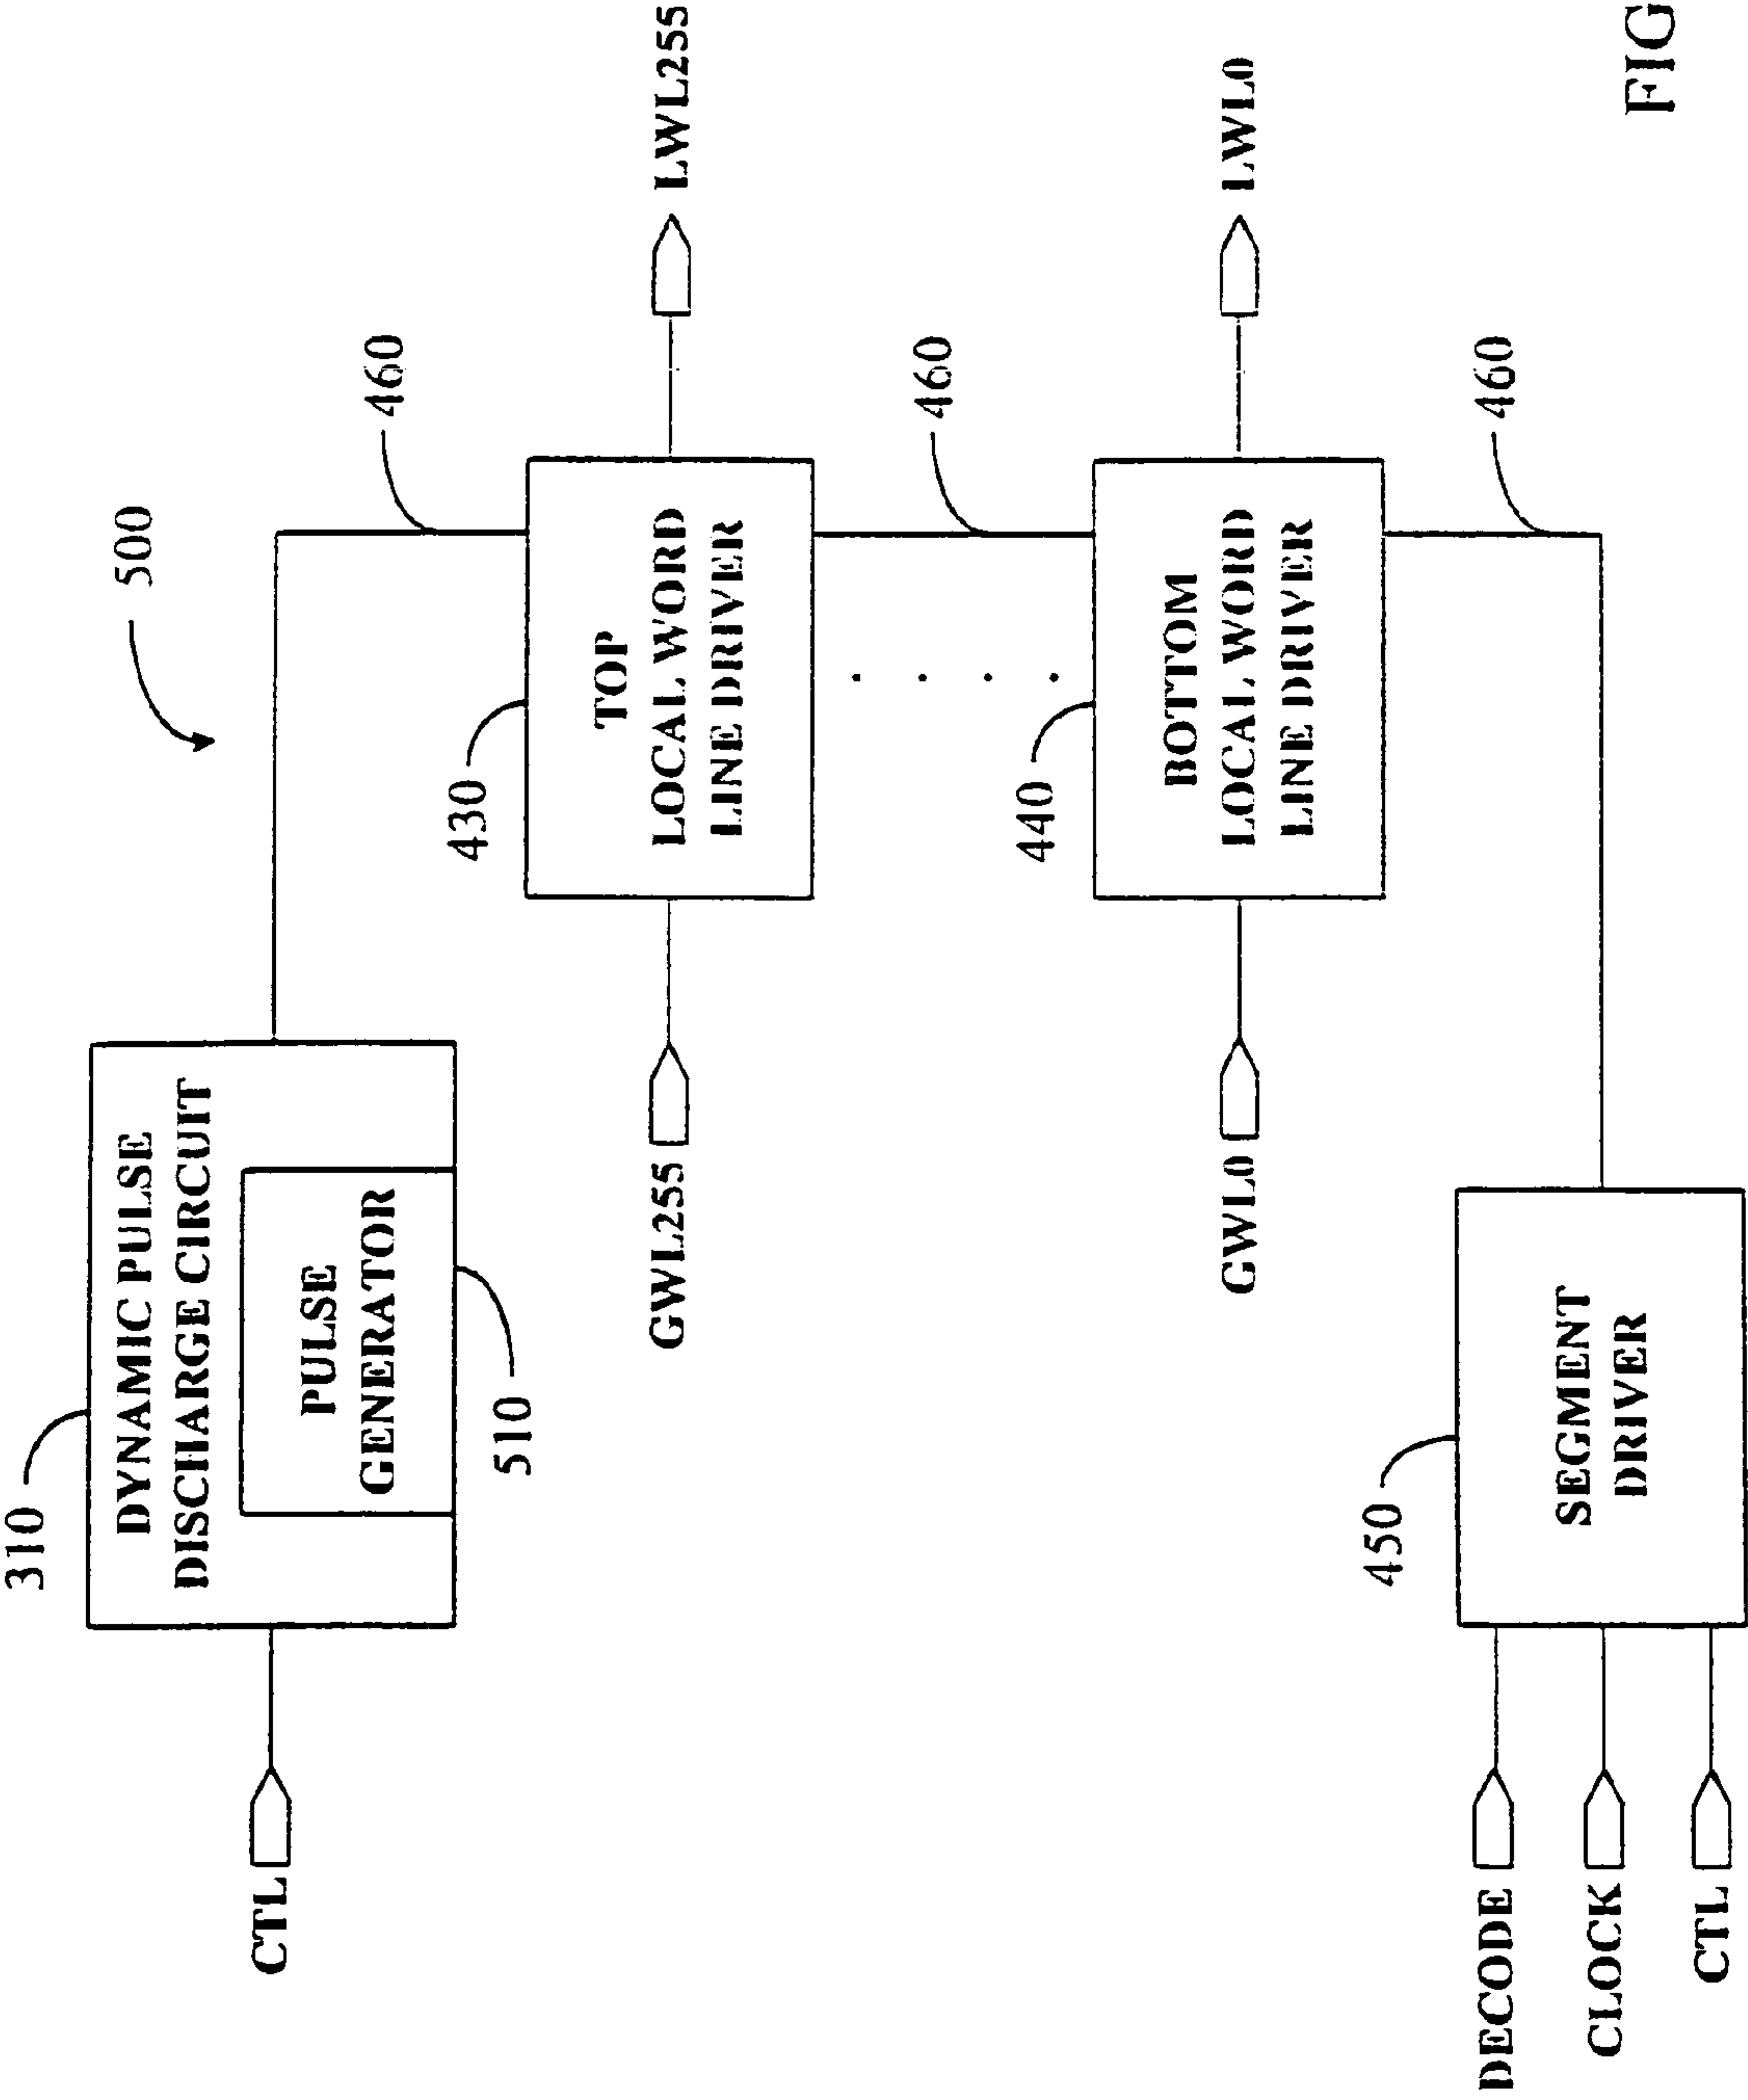 500
310
DYNAMIC PULSE
DISCHARGE CIRCUIT
PULSE
GENERATOR
510
CTL
460
430
TOP
LOCAL WORD
LINE DRIVER
GWL255
LWL255
460
440
BOTTOM
LOCAL WORD
LINE DRIVER
GWL0
LWL0
460
450
SEGMENT
DRIVER
DECODE
CLOCK
CTL
FIG